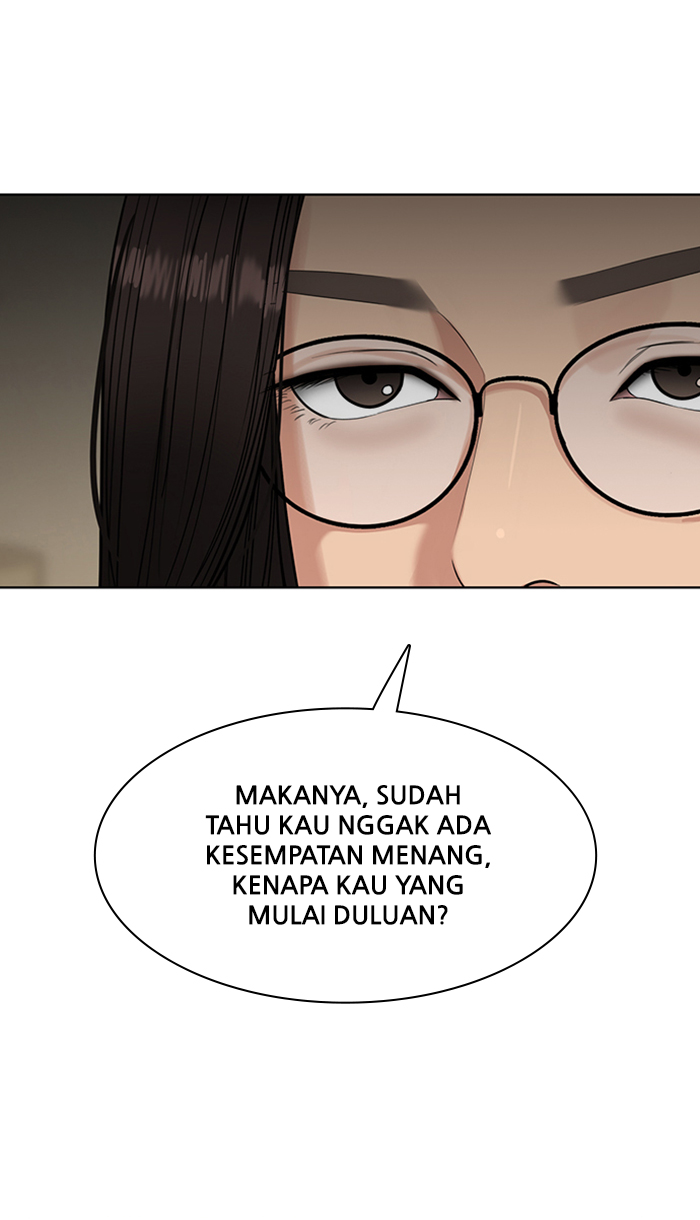 MAKANYA, SUDAH
TAHU KAU NGGAK ADA
KESEMPATAN MENANG,
KENAPA KAU YANG
MULAI DULUAN?